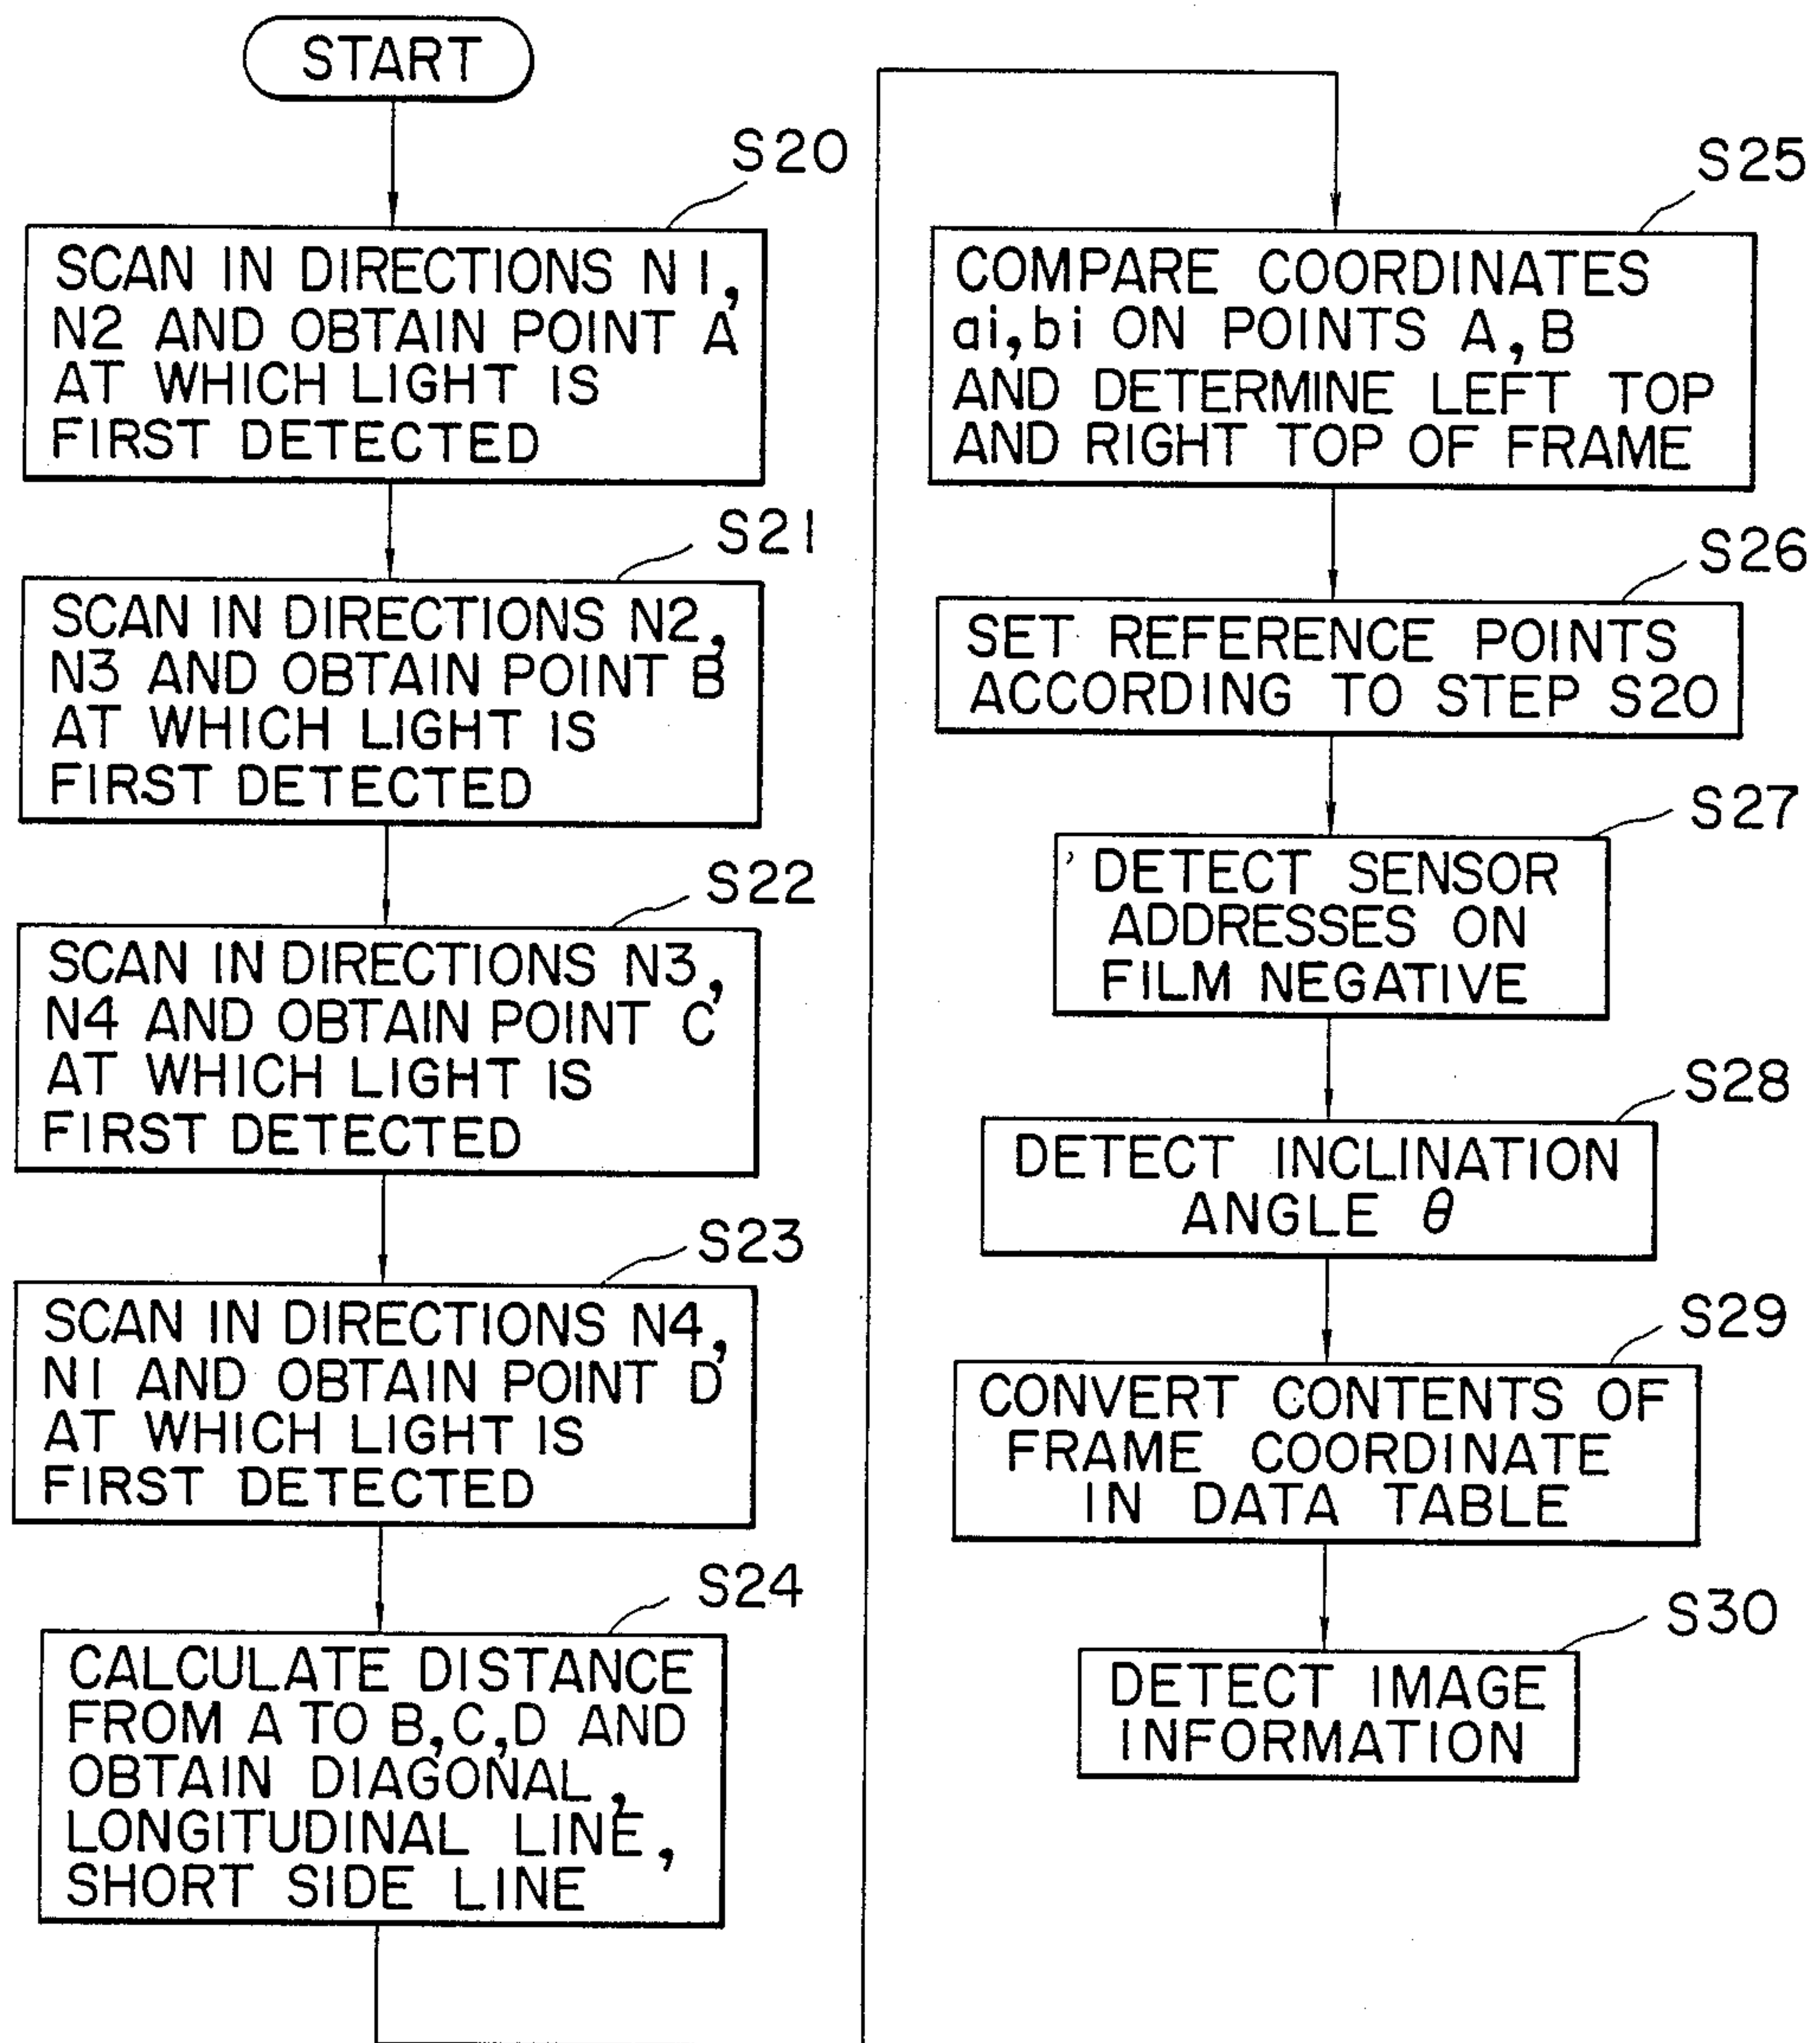 START
S20
SCAN IN DIRECTIONS N1,
N2 AND OBTAIN POINT A
AT WHICH LIGHT IS
FIRST DETECTED
S21
SCAN IN DIRECTIONS N2,
N3 AND OBTAIN POINT B
AT WHICH LIGHT IS
FIRST DETECTED
S22
SCAN IN DIRECTIONS N3,
N4 AND OBTAIN POINT C
AT WHICH LIGHT IS
FIRST DETECTED
S23
SCAN IN DIRECTIONS N4,
N1 AND OBTAIN POINT D
AT WHICH LIGHT IS
FIRST DETECTED
S24
CALCULATE DISTANCE
FROM A TO B,C,D AND
OBTAIN DIAGONAL,
LONGITUDINAL LINE,
SHORT SIDE LINE
S25
COMPARE COORDINATES
ai,bi ON POINTS A,B
AND DETERMINE LEFT TOP
AND RIGHT TOP OF FRAME
S26
SET REFERENCE POINTS
ACCORDING TO STEP S20
S27
DETECT SENSOR
ADDRESSES ON
FILM NEGATIVE
S28
DETECT INCLINATION
ANGLE θ
S29
CONVERT CONTENTS OF
FRAME COORDINATE
IN DATA TABLE
S30
DETECT IMAGE
INFORMATION